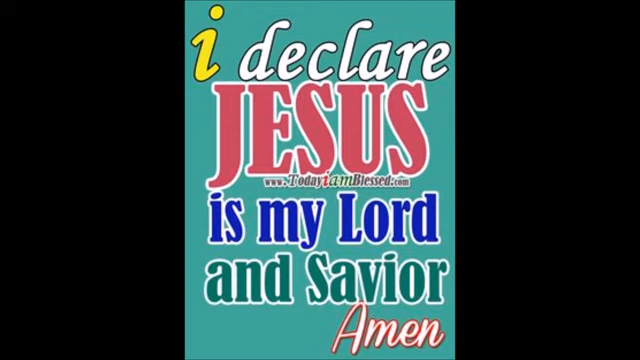 i declare
JESUS
www.TodayiamBlessed.com
is my Lord
and Savior
Amen